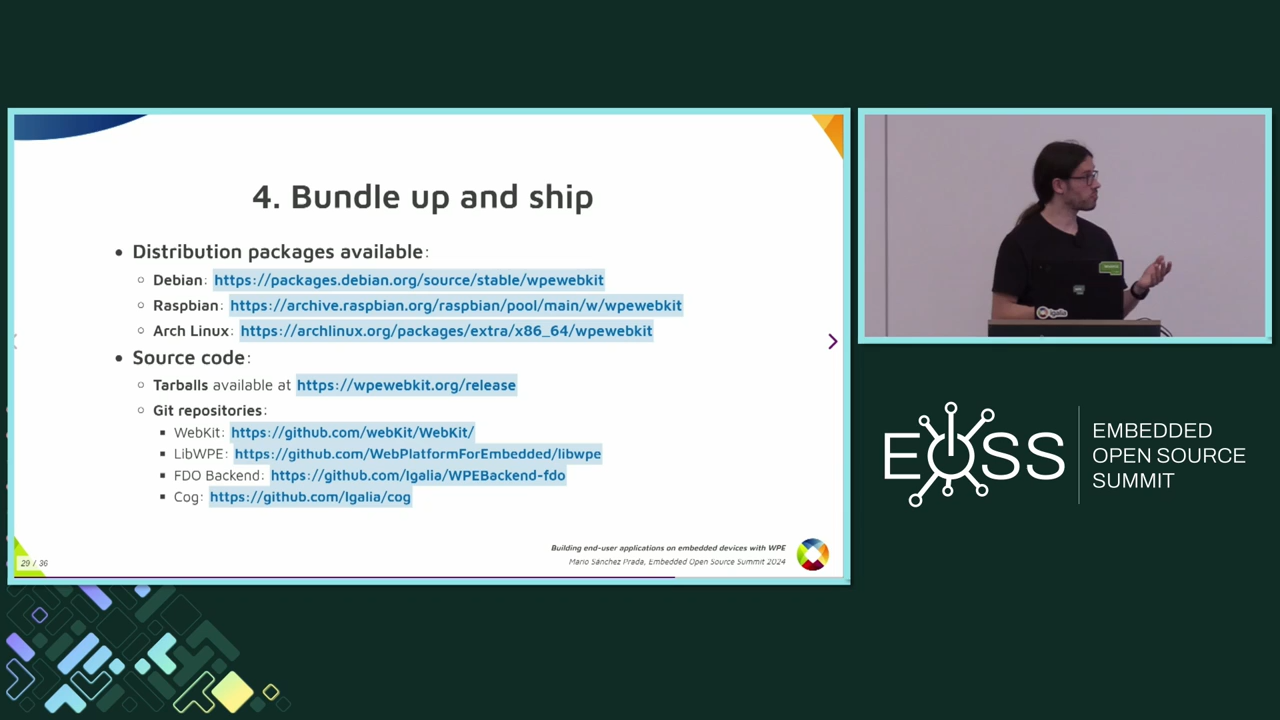 4. Bundle up and ship
• Distribution packages available:
Debian: https://packages.debian.org/source/stable/wpewebkit
Raspbian: https://archive.raspbian.org/raspbian/pool/main/w/wpewebkit
Arch Linux: https://archlinux.org/packages/extra/x86_64/wpewebkit
• Source code:
Tarballs available at https://wpewebkit.org/release
Git repositories:
WebKit: https://github.com/webKit/WebKit/
LibWPE: https://github.com/WebPlatformForEmbedded/libwpe
FDO Backend: https://github.com/Igalia/WPEBackend-fdo
Cog: https://github.com/Igalia/cog
Building end-user applications on embedded devices with WPE
Mario Sánchez Prada, Embedded Open Source Summit 2024
29 / 36
igalia
EOSS
EMBEDDED
OPEN SOURCE
SUMMIT